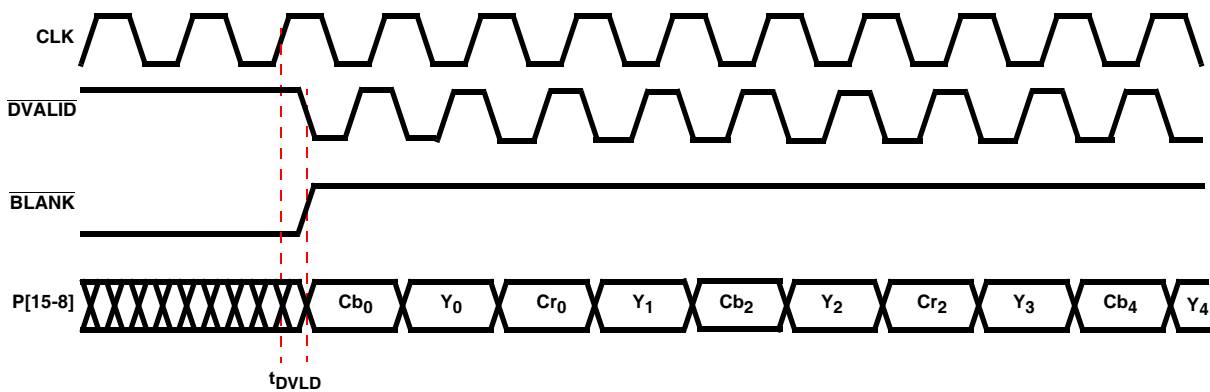 CLK
DVALID
BLANK
P[15-8] Cb0 Y0 Cr0 Y1 Cb2 Y2 Cr2 Y3 Cb4 Y4
tDVLD